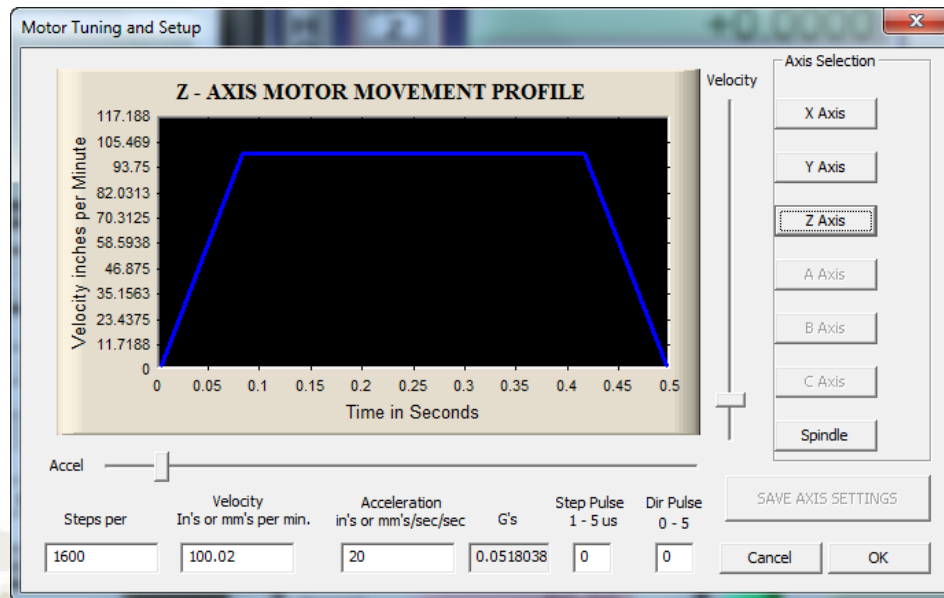 +0.0000
Motor Tuning and Setup
Z - AXIS MOTOR MOVEMENT PROFILE
Velocity inches per Minute
117.188
105.469
93.75
82.0313
70.3125
58.5938
46.875
35.1563
23.4375
11.7188
0
0 0.05 0.1 0.15 0.2 0.25 0.3 0.35 0.4 0.45 0.5
Time in Seconds
Velocity
Axis Selection
X Axis
Y Axis
Z Axis
A Axis
B Axis
C Axis
Spindle
Accel
Steps per
1600
Velocity
In's or mm's per min.
100.02
Acceleration
in's or mm's/sec/sec
20
G's
0.0518038
Step Pulse
1 - 5 us
0
Dir Pulse
0 - 5
0
SAVE AXIS SETTINGS
Cancel
OK